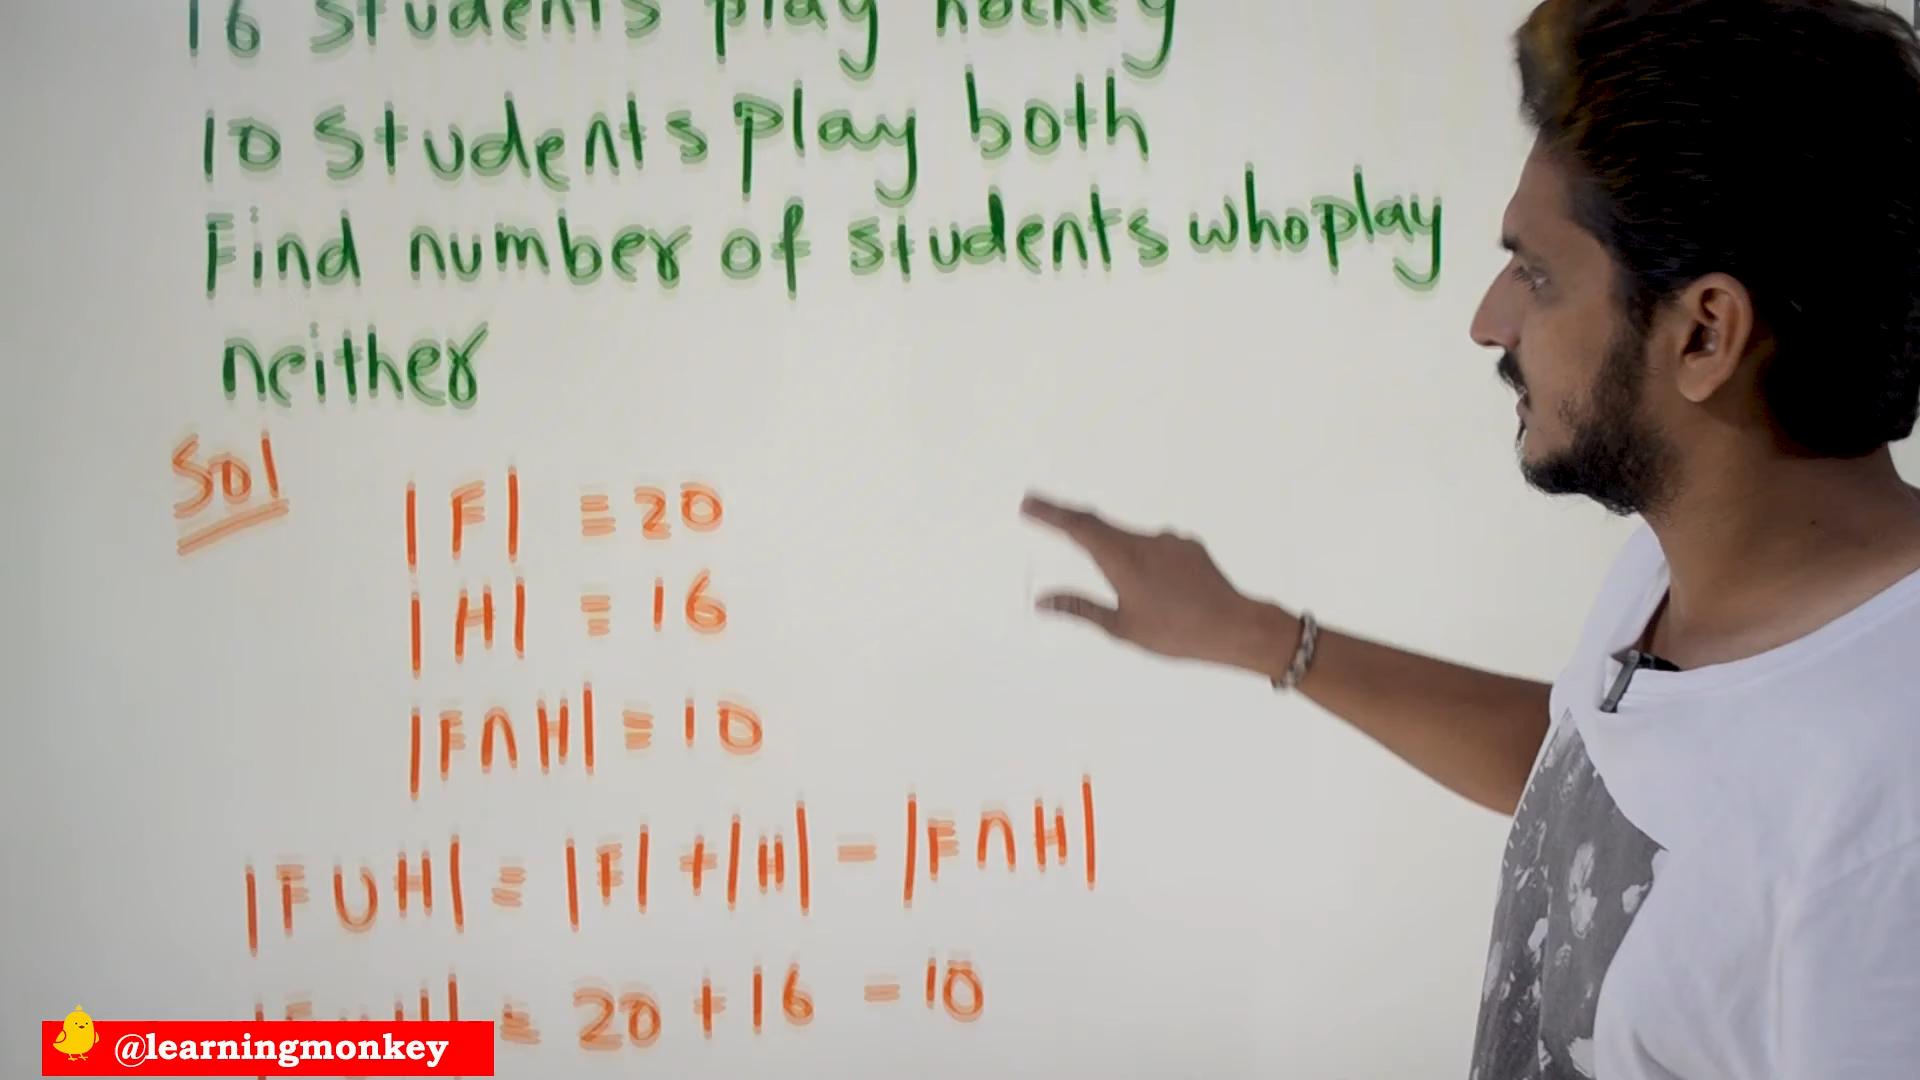 16 students play hockey
10 students play both
Find number of students who play
neither
Sol
|F| = 20
|H| = 16
|F∩H| = 10
|F∪H| = |F| + |H| - |F∩H|
|F∪H| = 20 + 16 - 10
@learningmonkey